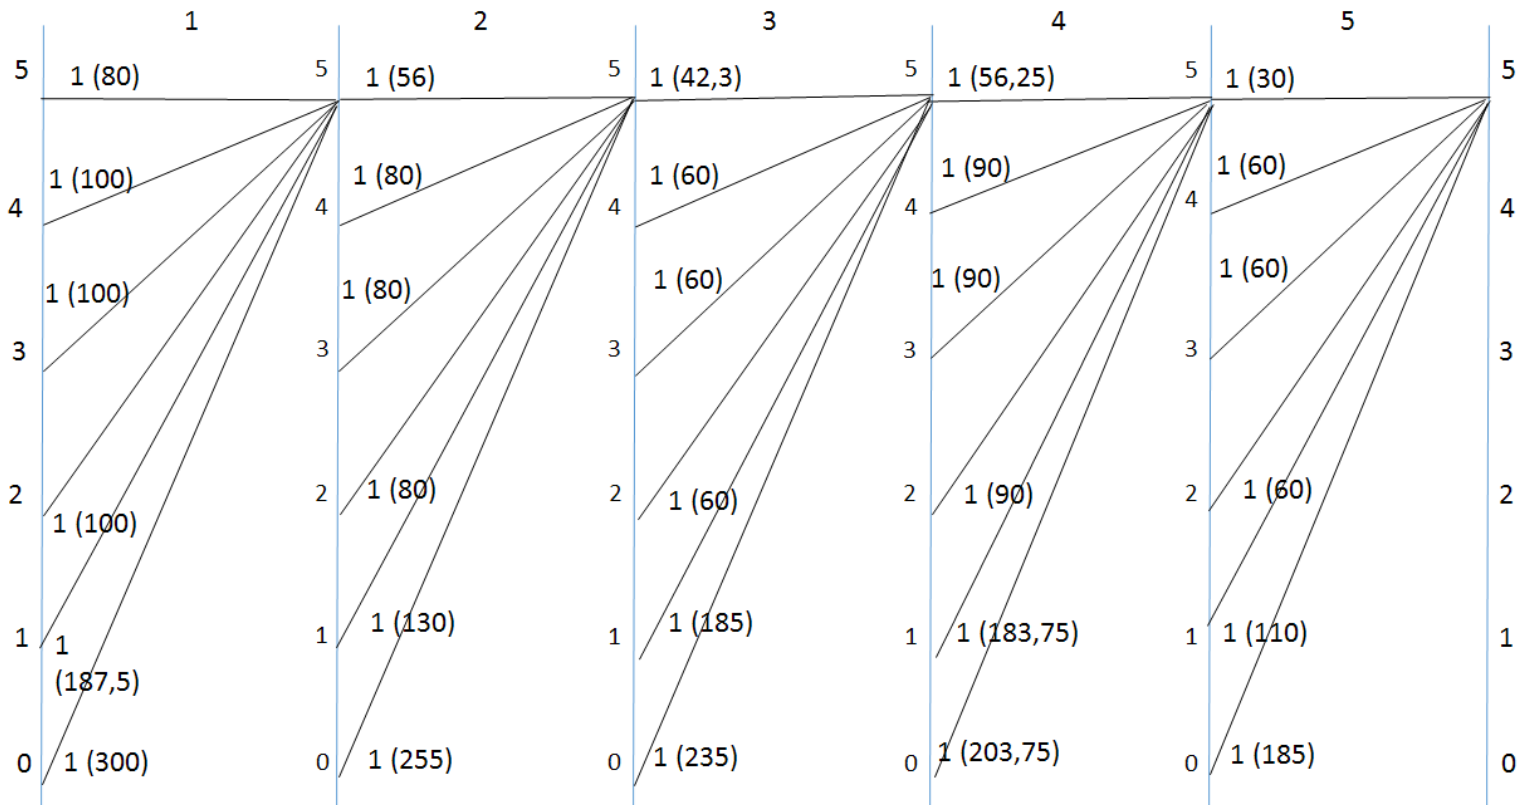 1 2 3 4 5
5 1 (80) 5 1 (56) 5 1 (42,3) 5 1 (56,25) 5 1 (30) 5
1 (100) 1 (80) 1 (60) 1 (90) 1 (60)
4 4 4 4 4 4
1 (100) 1 (80) 1 (60) 1 (90) 1 (60)
3 3 3 3 3 3
2 2 2 2 2 2
1 (100) 1 (80) 1 (60) 1 (90) 1 (60)
1 1 1 1 (130) 1 1 (185) 1 1 (183,75) 1 1 (110) 1
(187,5)
0 1 (300) 0 1 (255) 0 1 (235) 0 1 (203,75) 0 1 (185) 0